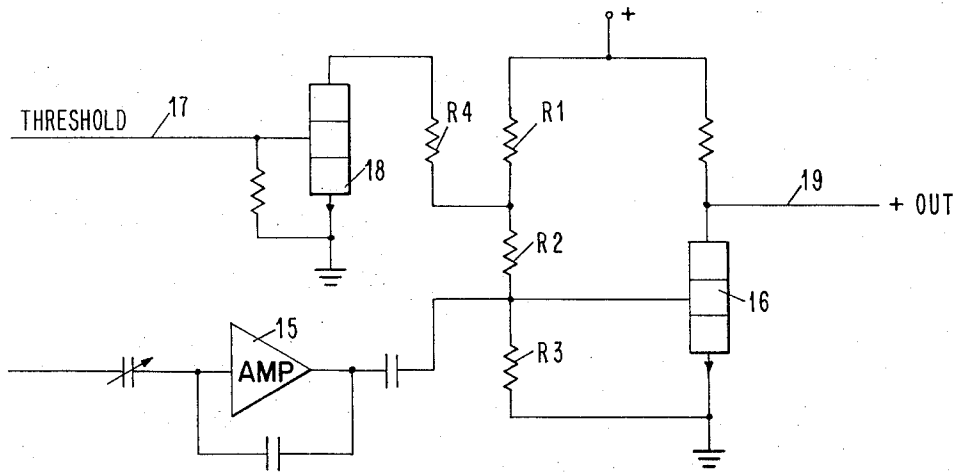 +
17
THRESHOLD
R4
R1
18
19
+ OUT
R2
16
15
AMP
R3